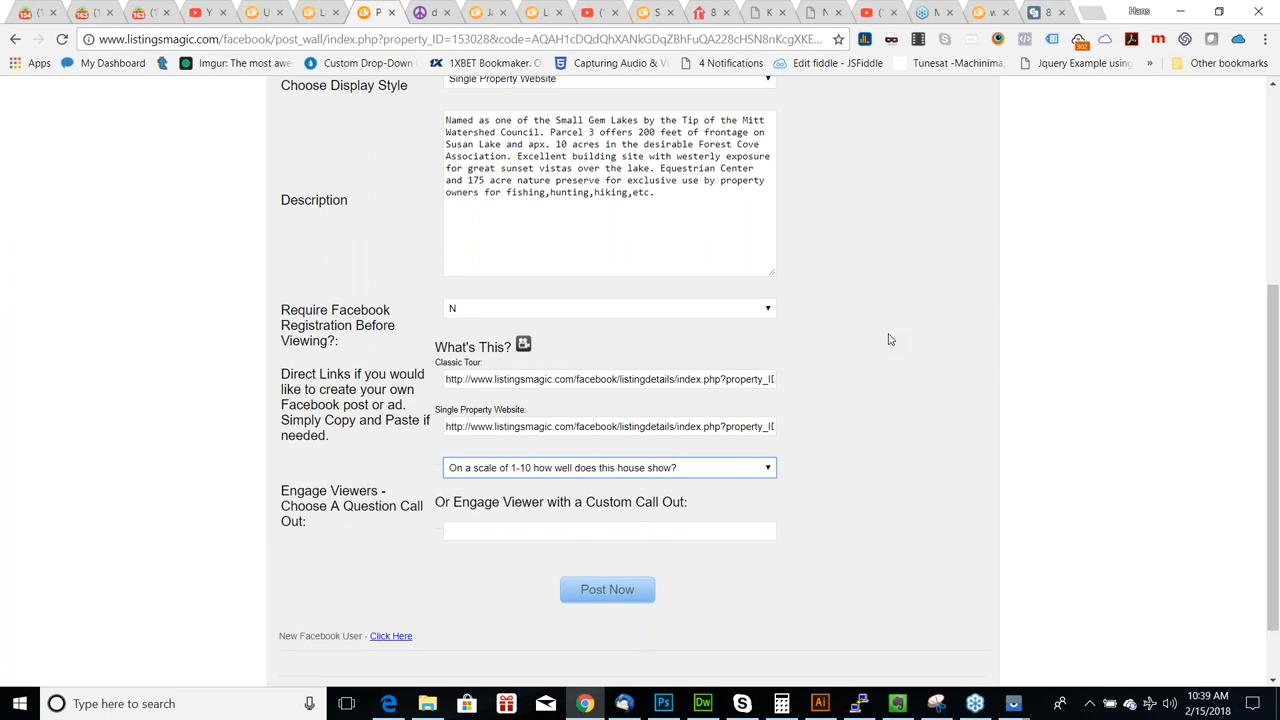 Hans
www.listingsmagic.com/facebook/post_wall/index.php?property_ID=153028&code=AQAH1cDQdQhXANkGDqZBhFuQA228cHSN8nKcgXKE...
Apps My Dashboard Imgur: The most awe Custom Drop-Down 1XBET Bookmaker. Capturing Audio & Vi 4 Notifications Edit fiddle - JSFiddle Tunesat -Machinima, Jquery Example using » Other bookmarks
Choose Display Style
Single Property Website
Description
Named as one of the Small Gem Lakes by the Tip of the Mitt
Watershed Council. Parcel 3 offers 200 feet of frontage on
Susan Lake and apx. 10 acres in the desirable Forest Cove
Association. Excellent building site with westerly exposure
for great sunset vistas over the lake. Equestrian Center
and 175 acre nature preserve for exclusive use by property
owners for fishing,hunting,hiking,etc.
Require Facebook
Registration Before
Viewing?:
N
What's This?
Direct Links if you would
like to create your own
Facebook post or ad.
Simply Copy and Paste if
needed.
Classic Tour:
http://www.listingsmagic.com/facebook/listingdetails/index.php?property_ID
Single Property Website:
http://www.listingsmagic.com/facebook/listingdetails/index.php?property_ID
Engage Viewers -
Choose A Question Call
Out:
On a scale of 1-10 how well does this house show?
Or Engage Viewer with a Custom Call Out:
Post Now
New Facebook User - Click Here
Type here to search
10:39 AM
2/15/2018